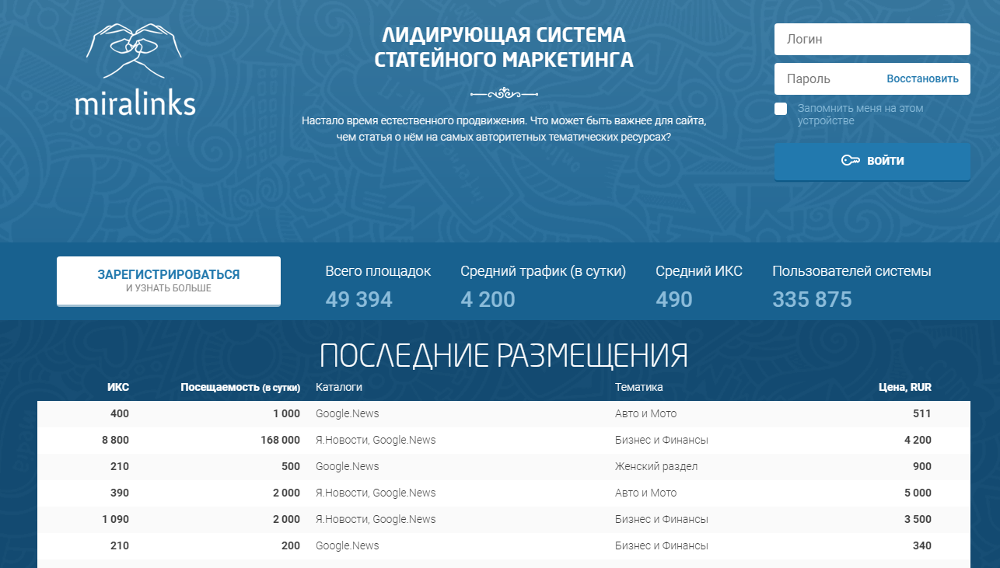 miralinks
ЛИДИРУЮЩАЯ СИСТЕМА
СТАТЕЙНОГО МАРКЕТИНГА
Настало время естественного продвижения. Что может быть важнее для сайта,
чем статья о нём на самых авторитетных тематических ресурсах?
Логин
Пароль Восстановить
Запомнить меня на этом
устройстве
ВОЙТИ
ЗАРЕГИСТРИРОВАТЬСЯ
И УЗНАТЬ БОЛЬШЕ
Всего площадок Средний трафик (в сутки) Средний ИКС Пользователей системы
49 394 4 200 490 335 875
ПОСЛЕДНИЕ РАЗМЕЩЕНИЯ
ИКС Посещаемость (в сутки) Каталоги Тематика Цена, RUR
400 1 000 Google.News Авто и Мото 511
8 800 168 000 Я.Новости, Google.News Бизнес и Финансы 4 200
210 500 Google.News Женский раздел 900
390 2 000 Я.Новости, Google.News Авто и Мото 5 000
1 090 2 000 Я.Новости, Google.News Бизнес и Финансы 3 500
210 200 Google.News Бизнес и Финансы 340